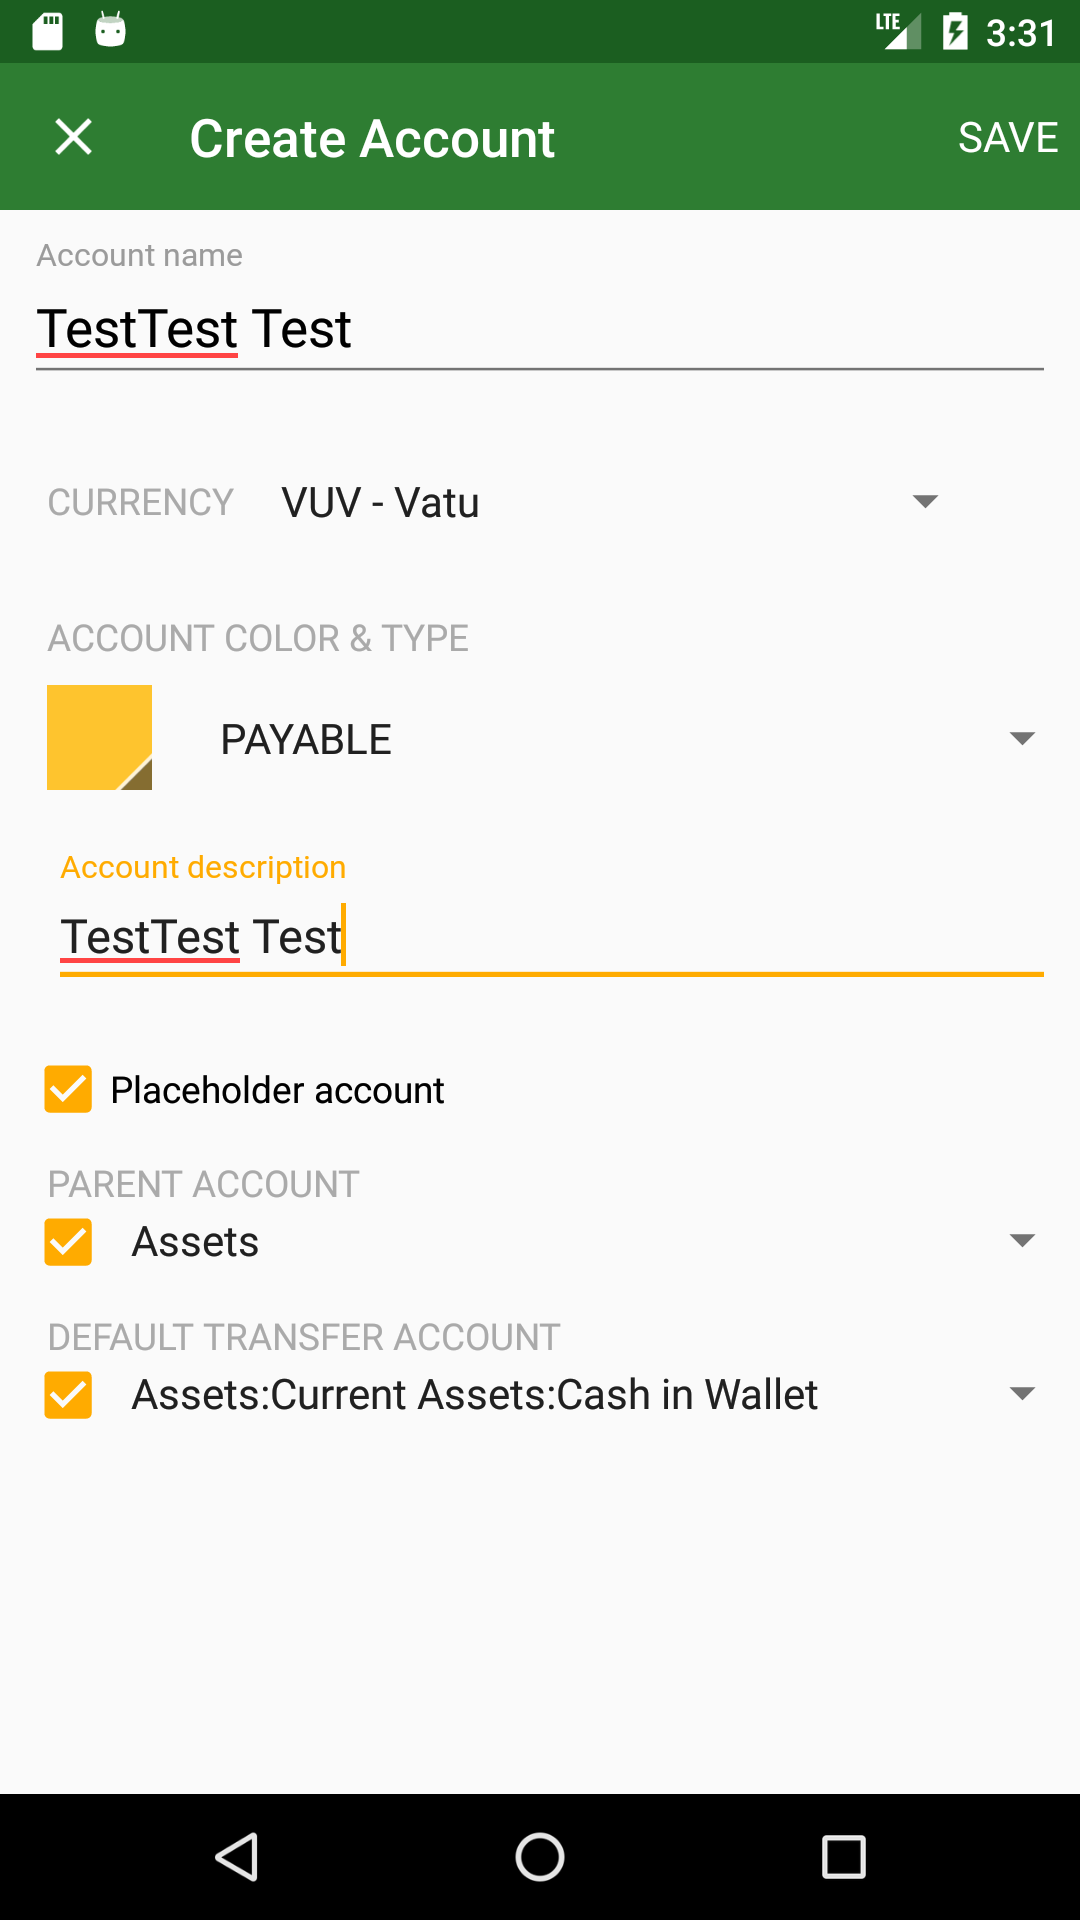 LTE 3:31
Create Account SAVE
Account name
TestTest Test
CURRENCY VUV - Vatu
ACCOUNT COLOR & TYPE
PAYABLE
Account description
TestTest Test
Placeholder account
PARENT ACCOUNT
Assets
DEFAULT TRANSFER ACCOUNT
Assets:Current Assets:Cash in Wallet